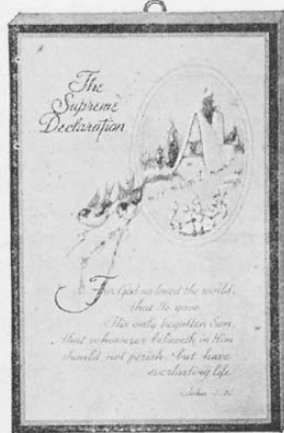 The
Supreme
Declaration
For God so loved the world,
that He gave
His only begotten Son,
that whosoever believeth in Him
should not perish, but have
everlasting life
John 3:16